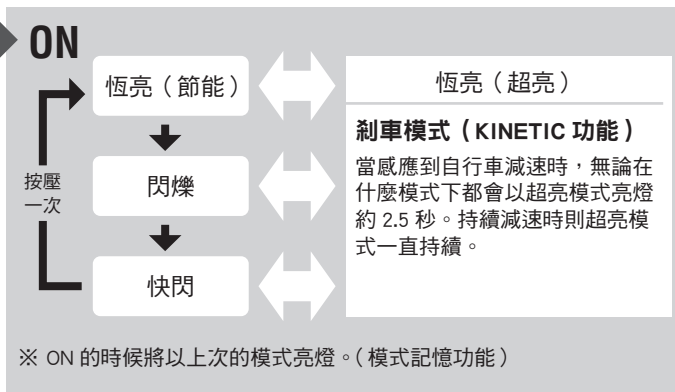 ON
恆亮（節能）
閃爍
快閃
按壓
一次
恆亮（超亮）
剎車模式（KINETIC 功能）
當感應到自行車減速時，無論在
什麼模式下都會以超亮模式亮燈
約 2.5 秒。持續減速時則超亮模
式一直持續。
※ ON 的時候將以上次的模式亮燈。（模式記憶功能）